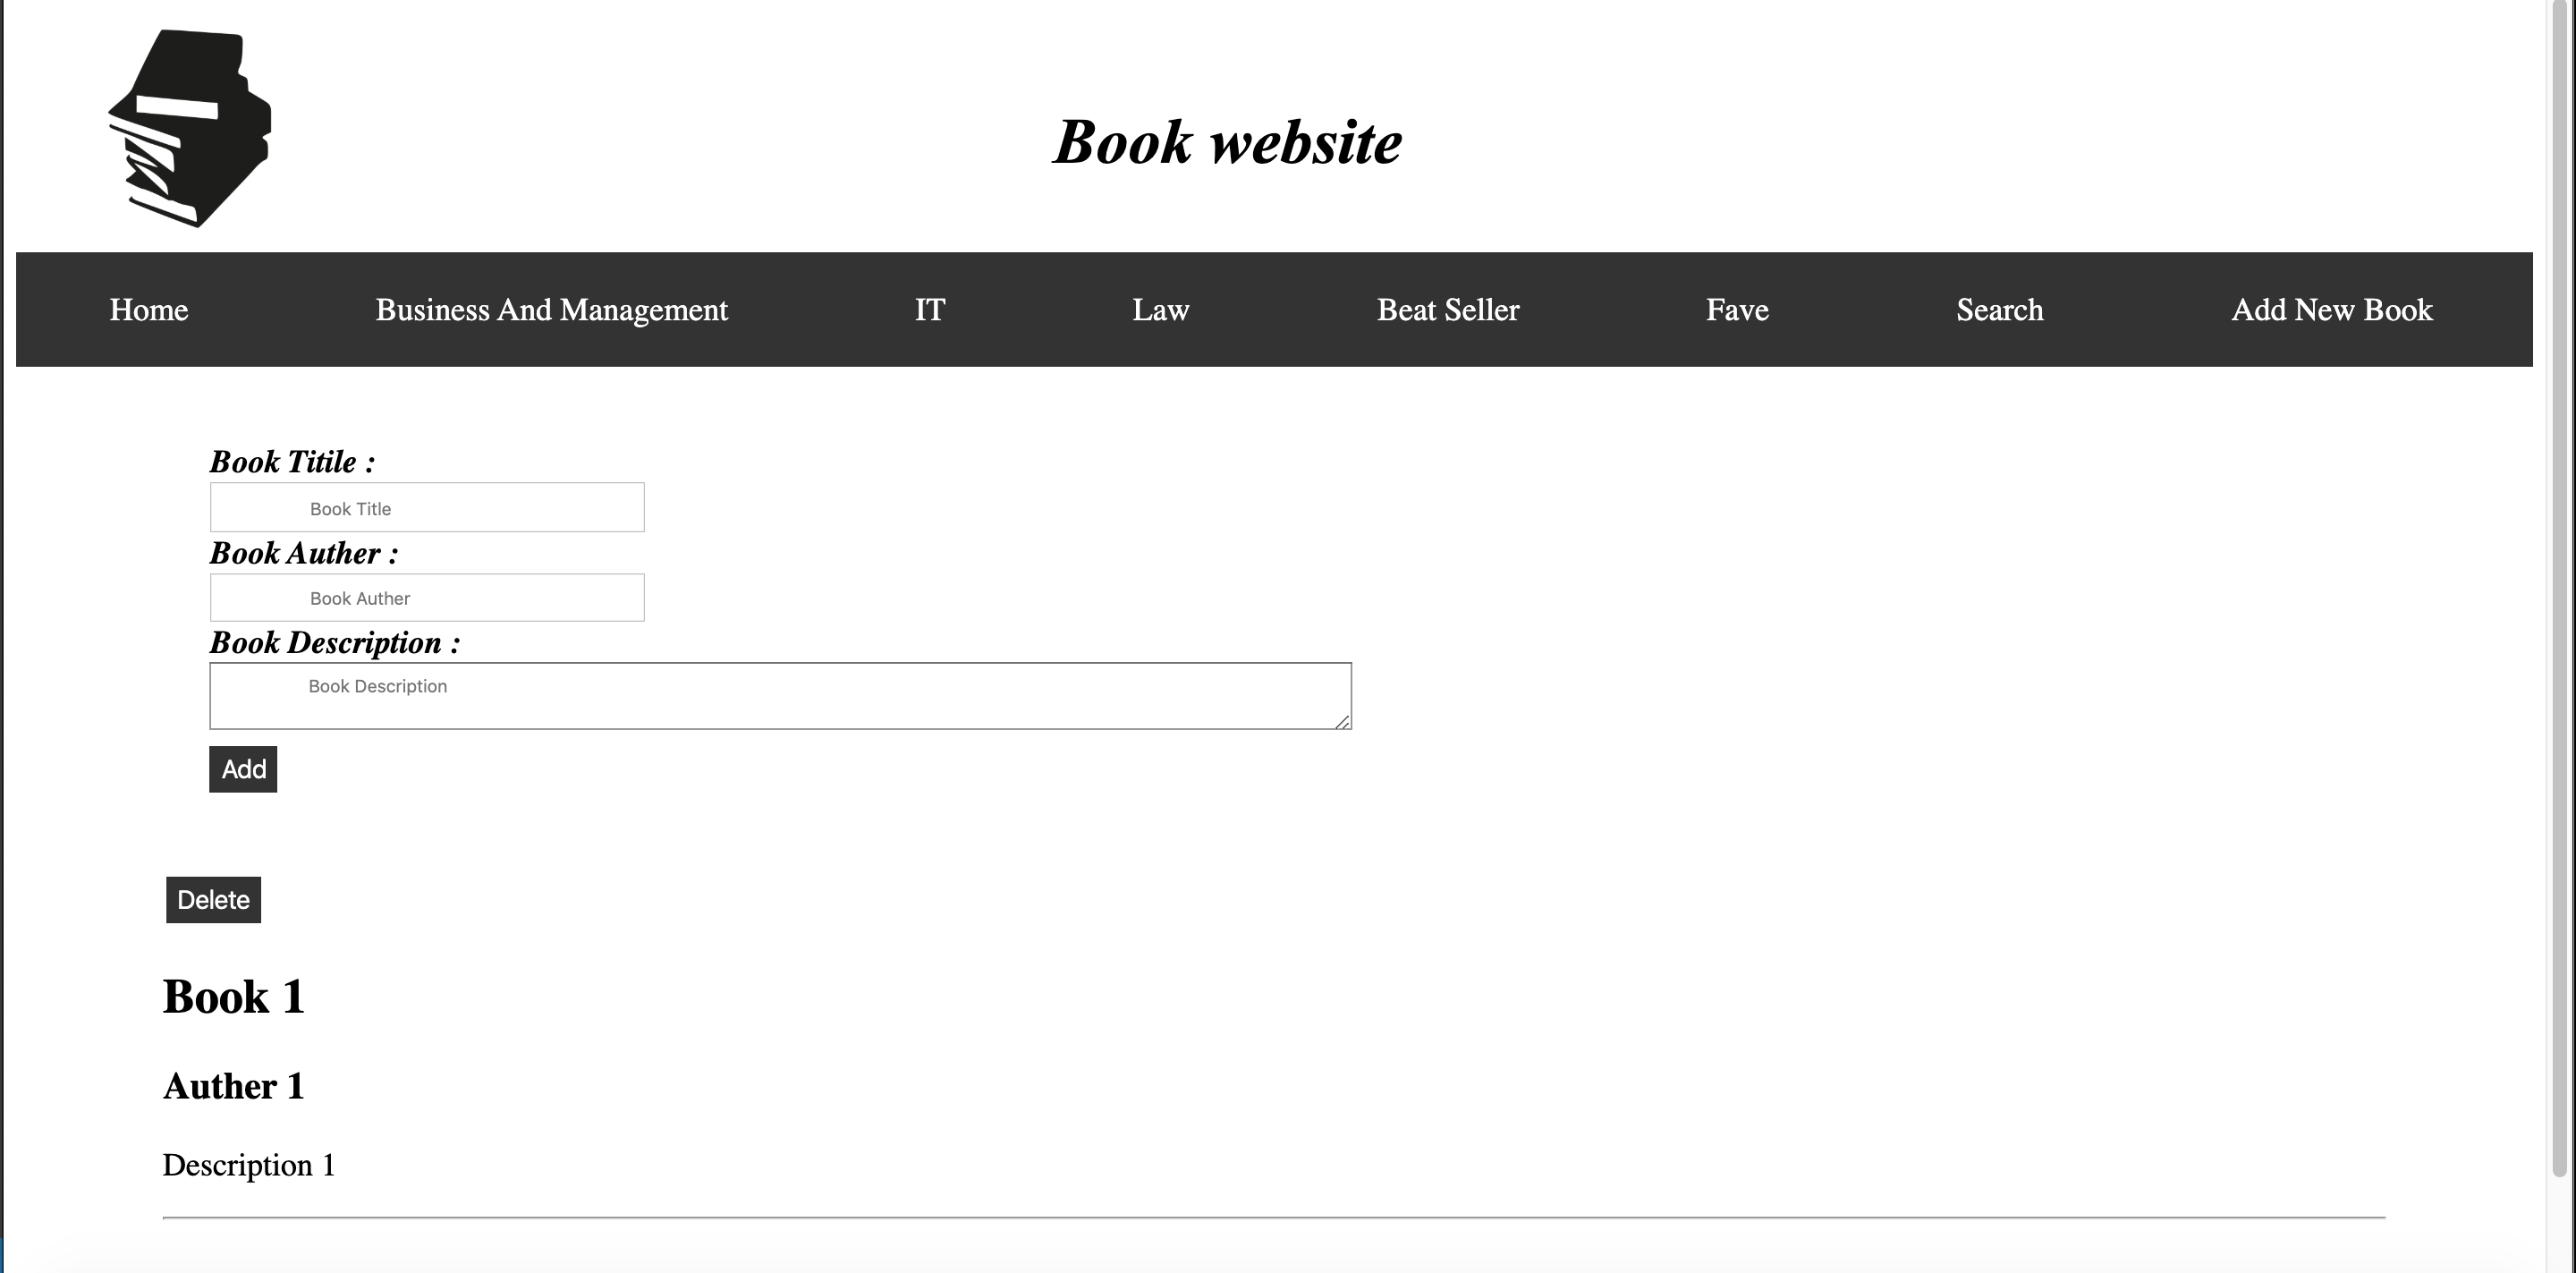 Book website
Home Business And Management IT Law Beat Seller Fave Search Add New Book
Book Titile :
Book Title
Book Auther :
Book Auther
Book Description :
Book Description
Add
Delete
Book 1
Auther 1
Description 1